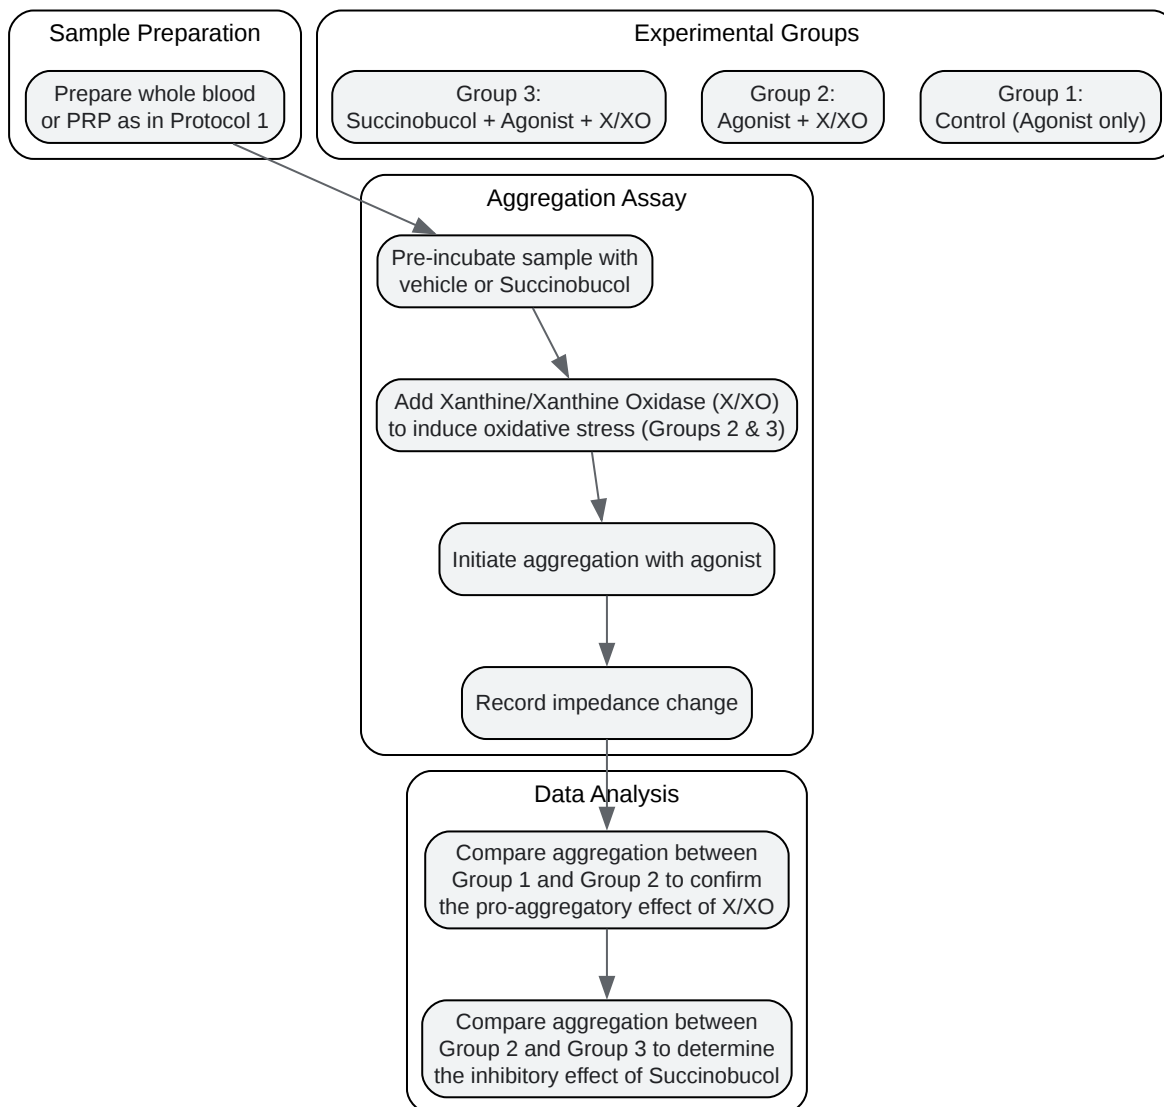 Sample Preparation
Prepare whole blood
or PRP as in Protocol 1
Experimental Groups
Group 3:
Succinobucol + Agonist + X/XO
Group 2:
Agonist + X/XO
Group 1:
Control (Agonist only)
Aggregation Assay
Pre-incubate sample with
vehicle or Succinobucol
Add Xanthine/Xanthine Oxidase (X/XO)
to induce oxidative stress (Groups 2 & 3)
Initiate aggregation with agonist
Record impedance change
Data Analysis
Compare aggregation between
Group 1 and Group 2 to confirm
the pro-aggregatory effect of X/XO
Compare aggregation between
Group 2 and Group 3 to determine
the inhibitory effect of Succinobucol